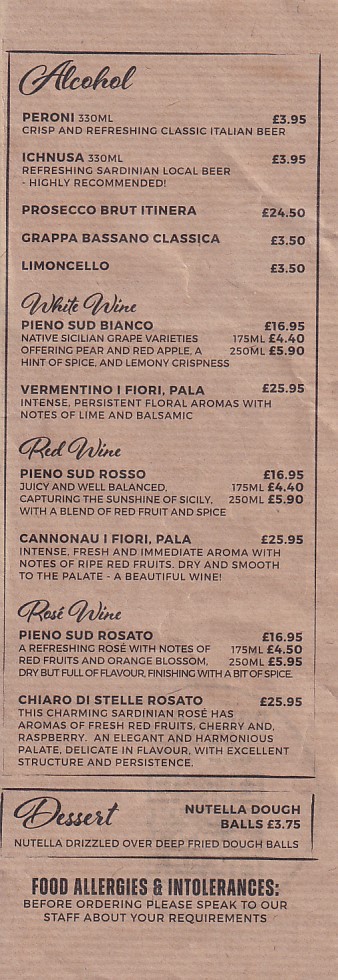 Alcohol
PERONI 330ML £3.95
CRISP AND REFRESHING CLASSIC ITALIAN BEER
ICHNUSA 330ML £3.95
REFRESHING SARDINIAN LOCAL BEER
- HIGHLY RECOMMENDED!
PROSECCO BRUT ITINERA £24.50
GRAPPA BASSANO CLASSICA £3.50
LIMONCELLO £3.50
White Wine
PIENO SUD BIANCO £16.95
NATIVE SICILIAN GRAPE VARIETIES 175ML £4.40
OFFERING PEAR AND RED APPLE, A 250ML £5.90
HINT OF SPICE, AND LEMONY CRISPNESS
VERMENTINO I FIORI, PALA £25.95
INTENSE, PERSISTENT FLORAL AROMAS WITH
NOTES OF LIME AND BALSAMIC
Red Wine
PIENO SUD ROSSO £16.95
JUICY AND WELL BALANCED, 175ML £4.40
CAPTURING THE SUNSHINE OF SICILY, 250ML £5.90
WITH A BLEND OF RED FRUIT AND SPICE
CANNONAU I FIORI, PALA £25.95
INTENSE, FRESH AND IMMEDIATE AROMA WITH
NOTES OF RIPE RED FRUITS. DRY AND SMOOTH
TO THE PALATE - A BEAUTIFUL WINE!
Rosé Wine
PIENO SUD ROSATO £16.95
A REFRESHING ROSÉ WITH NOTES OF 175ML £4.50
RED FRUITS AND ORANGE BLOSSOM, 250ML £5.95
DRY BUT FULL OF FLAVOUR, FINISHING WITH A BIT OF SPICE.
CHIARO DI STELLE ROSATO £25.95
THIS CHARMING SARDINIAN ROSÉ HAS
AROMAS OF FRESH RED FRUITS, CHERRY AND,
RASPBERRY. AN ELEGANT AND HARMONIOUS
PALATE, DELICATE IN FLAVOUR, WITH EXCELLENT
STRUCTURE AND PERSISTENCE.
Dessert NUTELLA DOUGH
BALLS £3.75
NUTELLA DRIZZLED OVER DEEP FRIED DOUGH BALLS
FOOD ALLERGIES & INTOLERANCES:
BEFORE ORDERING PLEASE SPEAK TO OUR
STAFF ABOUT YOUR REQUIREMENTS